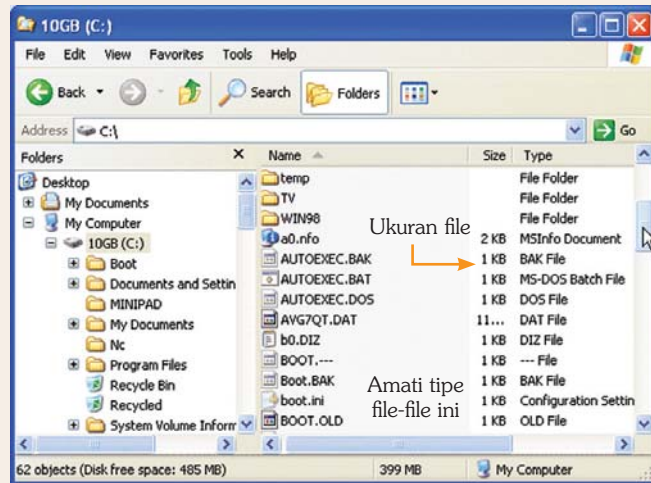 10GB (C:)
File Edit View Favorites Tools Help
Back Search Folders
Address C:\ Go
Folders X Name Size Type
Desktop
My Documents
My Computer
10GB (C:)
Boot
Documents and Settin
MINIPAD
My Documents
Nc
Program Files
Recycle Bin
Recycled
System Volume Inform
temp File Folder
TV File Folder
WIN98 File Folder
a0.nfo 2 KB MSInfo Document
AUTOEXEC.BAK 1 KB BAK File
AUTOEXEC.BAT 1 KB MS-DOS Batch File
AUTOEXEC.DOS 1 KB DOS File
AVG7QT.DAT 11... DAT File
b0.DIZ 1 KB DIZ File
BOOT.--- 1 KB --- File
Boot.BAK 1 KB BAK File
boot.ini 1 KB Configuration Settin
BOOT.OLD 1 KB OLD File
Ukuran file
Amati tipe
file-file ini
62 objects (Disk free space: 485 MB) 399 MB My Computer